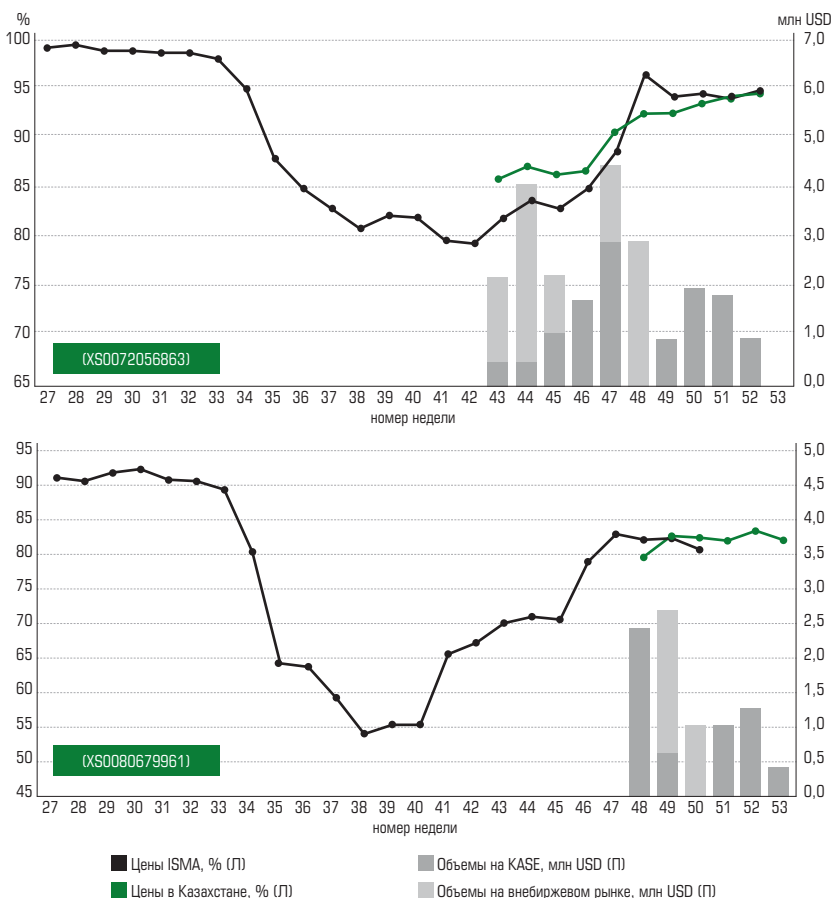 % млн USD
100 7,0
95 6,0
90 5,0
85 4,0
80 3,0
75 2,0
70 1,0
65 0,0
(XS0072056863)
27 28 29 30 31 32 33 34 35 36 37 38 39 40 41 42 43 44 45 46 47 48 49 50 51 52 53
номер недели
95 5,0
90 4,5
85 4,0
80 3,5
75 3,0
70 2,5
65 2,0
60 1,5
55 1,0
50 0,5
45 0,0
(XS0080679961)
27 28 29 30 31 32 33 34 35 36 37 38 39 40 41 42 43 44 45 46 47 48 49 50 51 52 53
номер недели
Цены ISMA, % (Л) Объемы на KASE, млн USD (П)
Цены в Казахстане, % (Л) Объемы на внебиржевом рынке, млн USD (П)